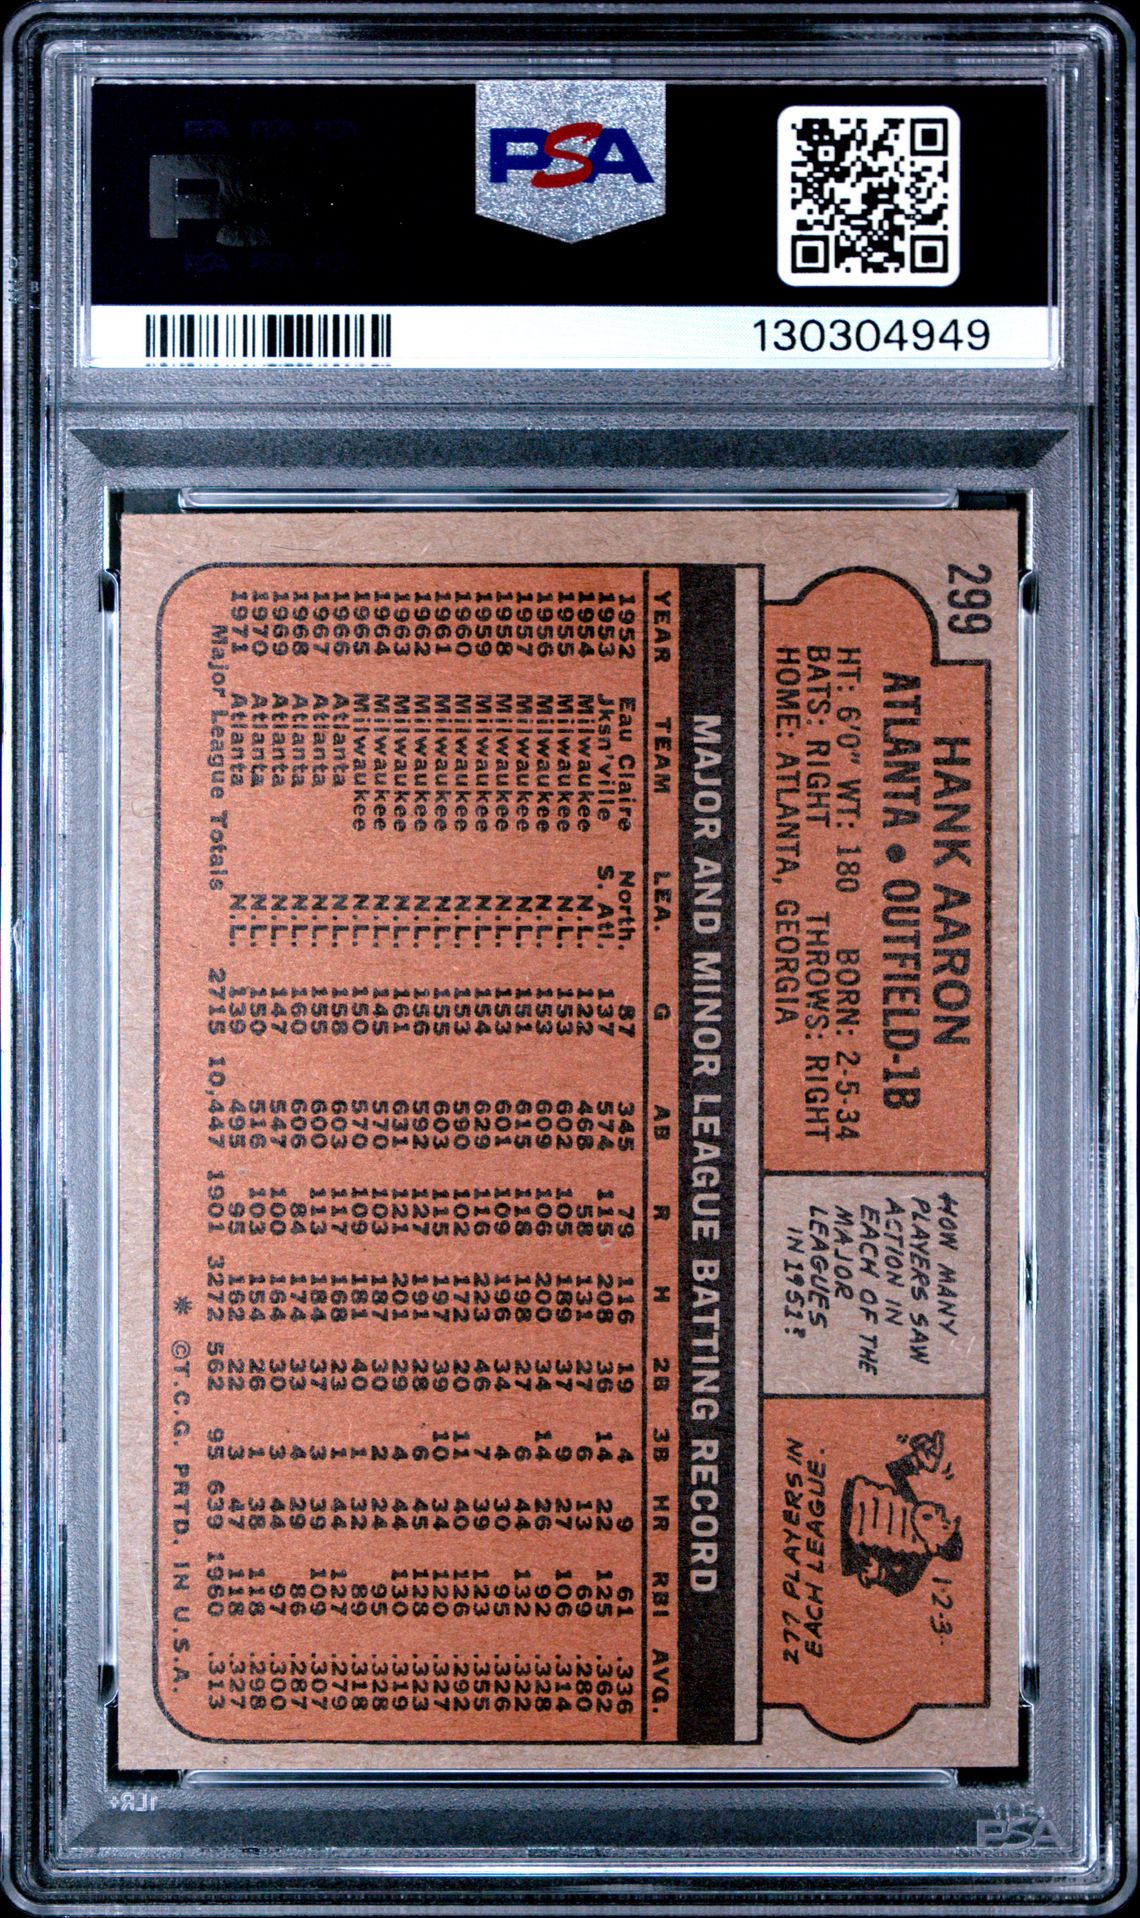 PSA
130304949
299
HANK AARON
ATLANTA • OUTFIELD-1B
HT: 6'0" WT: 180 BORN: 2-5-34
BATS: RIGHT THROWS: RIGHT
HOME: ATLANTA, GEORGIA
HOW MANY
PLAYERS SAW
ACTION IN
EACH OF THE
MAJOR
LEAGUES
IN 1951?
1-2-3..
277 PLAYERS IN
EACH LEAGUE.
MAJOR AND MINOR LEAGUE BATTING RECORD
YEAR TEAM LEA. G AB R H 2B 3B HR RBI AVG.
1952 Eau Claire North. 87 345 79 116 19 4 9 61 .336
1953 Jksn'ville S. Atl. 137 574 115 208 36 14 22 125 .362
1954 Milwaukee N.L. 122 468 58 131 27 6 13 69 .280
1955 Milwaukee N.L. 153 602 105 189 37 9 27 106 .314
1956 Milwaukee N.L. 153 609 106 200 34 14 26 92 .328
1957 Milwaukee N.L. 151 615 118 198 27 6 44 132 .322
1958 Milwaukee N.L. 153 601 109 196 34 4 30 95 .326
1959 Milwaukee N.L. 154 629 116 223 46 7 39 123 .355
1960 Milwaukee N.L. 153 590 102 172 20 11 40 126 .292
1961 Milwaukee N.L. 155 603 115 197 39 10 34 120 .327
1962 Milwaukee N.L. 156 592 127 191 28 6 45 128 .323
1963 Milwaukee N.L. 161 631 121 201 29 4 44 130 .319
1964 Milwaukee N.L. 145 570 103 187 30 2 24 95 .328
1965 Milwaukee N.L. 150 570 109 181 40 1 32 89 .318
1966 Atlanta N.L. 158 603 117 168 23 1 44 127 .279
1967 Atlanta N.L. 155 600 113 184 37 3 39 109 .307
1968 Atlanta N.L. 160 606 84 174 33 4 29 86 .287
1969 Atlanta N.L. 147 547 100 164 30 3 44 97 .300
1970 Atlanta N.L. 150 516 103 154 26 1 38 118 .298
1971 Atlanta N.L. 139 495 95 162 22 3 47 118 .327
Major League Totals 2715 10,447 1901 3272 562 95 639 1960 .313
* ©T.C.G. PRTD. IN U.S.A.
1LR+
PSA